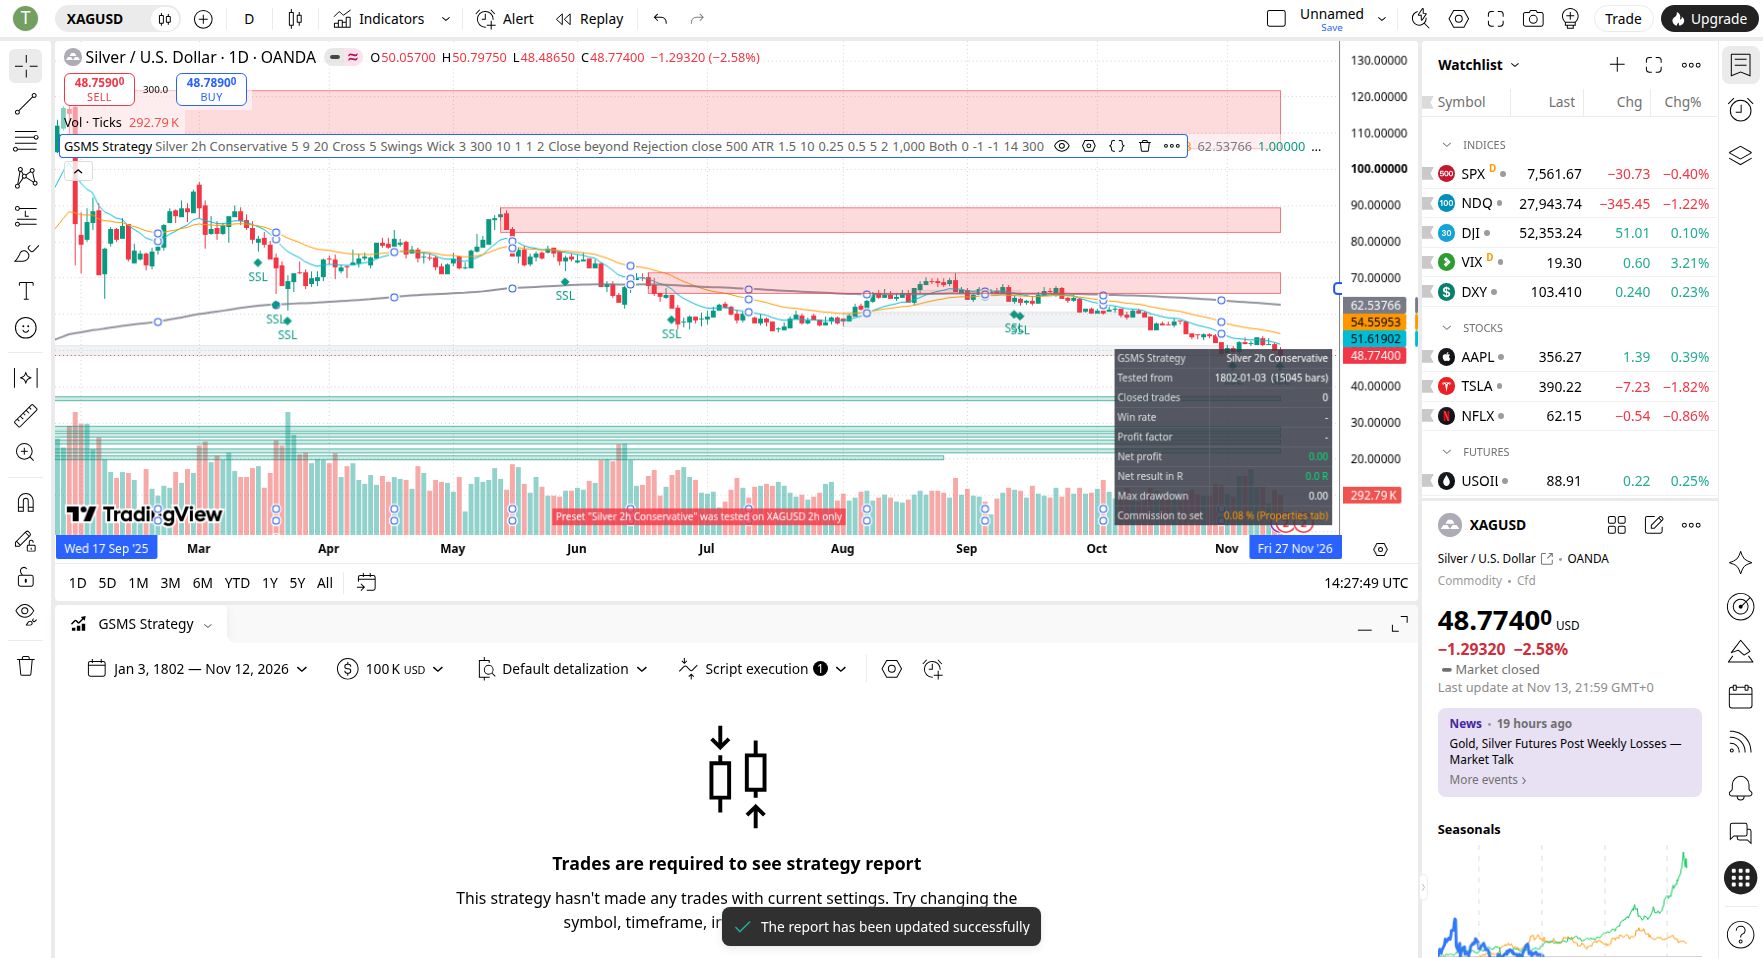 T
XAGUSD
D
Indicators
Alert
Replay
Unnamed
Save
Trade
Upgrade
Silver / U.S. Dollar · 1D · OANDA
O50.05700 H50.79750 L48.48650 C48.77400 −1.29320 (−2.58%)
48.75900
SELL
300.0
48.78900
BUY
Vol · Ticks 292.79 K
GSMS Strategy Silver 2h Conservative 5 9 20 Cross 5 Swings Wick 3 300 10 1 1 2 Close beyond Rejection close 500 ATR 1.5 10 0.25 0.5 5 2 1,000 Both 0 -1 -1 14 300
62.53766 1.00000 ...
130.00000
120.00000
110.00000
100.00000
90.00000
80.00000
70.00000
62.53766
54.55953
51.61902
48.77400
40.00000
30.00000
20.00000
292.79 K
SSL
SSL
SSL
SSL
SSL
SSL
GSMS Strategy Silver 2h Conservative
Tested from 1802-01-03 (15045 bars)
Closed trades 0
Win rate -
Profit factor -
Net profit 0.00
Net result in R 0.0 R
Max drawdown 0.00
Commission to set 0.08 % (Properties tab)
TradingView
Preset "Silver 2h Conservative" was tested on XAGUSD 2h only
Wed 17 Sep '25
Mar
Apr
May
Jun
Jul
Aug
Sep
Oct
Nov
Fri 27 Nov '26
1D 5D 1M 3M 6M YTD 1Y 5Y All
14:27:49 UTC
GSMS Strategy
Jan 3, 1802 — Nov 12, 2026
100 K USD
Default detalization
Script execution 1
Trades are required to see strategy report
This strategy hasn't made any trades with current settings. Try changing the
symbol, timeframe,
The report has been updated successfully
Watchlist
Symbol Last Chg Chg%
INDICES
500 SPX D 7,561.67 −30.73 −0.40%
100 NDQ 27,943.74 −345.45 −1.22%
30 DJI 52,353.24 51.01 0.10%
VIX D 19.30 0.60 3.21%
DXY 103.410 0.240 0.23%
STOCKS
AAPL 356.27 1.39 0.39%
TSLA 390.22 −7.23 −1.82%
NFLX 62.15 −0.54 −0.86%
FUTURES
USOIL 88.91 0.22 0.25%
XAGUSD
Silver / U.S. Dollar · OANDA
Commodity · Cfd
48.77400 USD
−1.29320 −2.58%
Market closed
Last update at Nov 13, 21:59 GMT+0
News · 19 hours ago
Gold, Silver Futures Post Weekly Losses —
Market Talk
More events ›
Seasonals